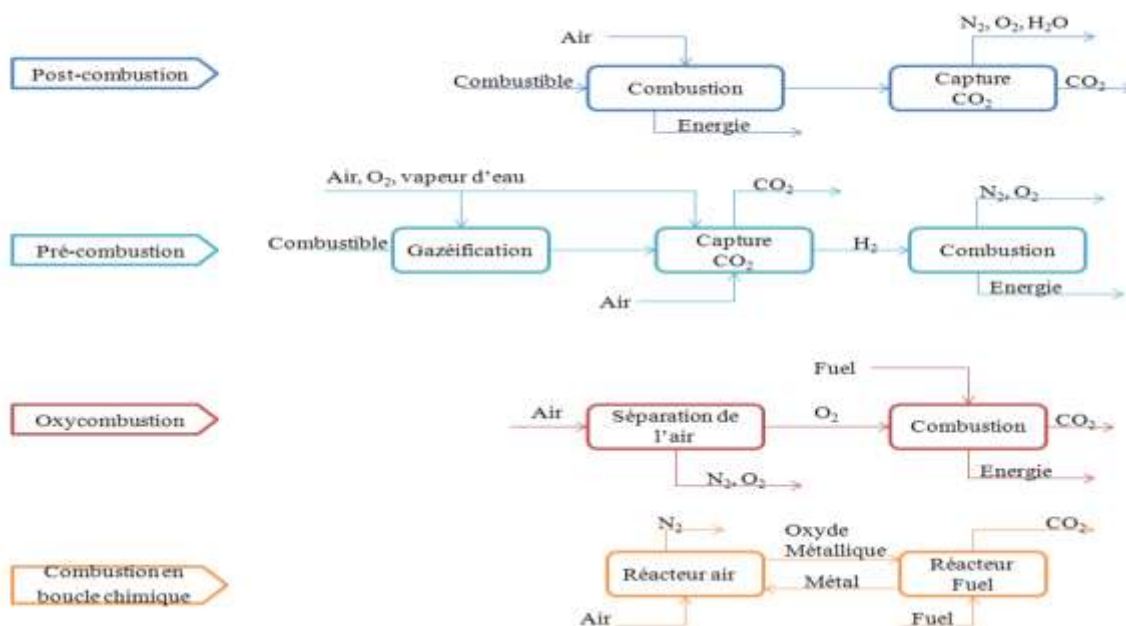 N₂, O₂, H₂O
Air
Post-combustion
Combustible
Combustion
Capture
CO₂
CO₂
Energie
Air, O₂, vapeur d'eau
CO₂
N₂, O₂
Pré-combustion
Combustible
Gazéification
Capture
CO₂
H₂
Combustion
Air
Energie
Fuel
Oxycombustion
Air
Séparation de
l'air
O₂
Combustion
CO₂
N₂, O₂
Energie
N₂
Oxyde
Métallique
CO₂
Combustion en
boucle chimique
Réacteur air
Métal
Réacteur
Fuel
Air
Fuel